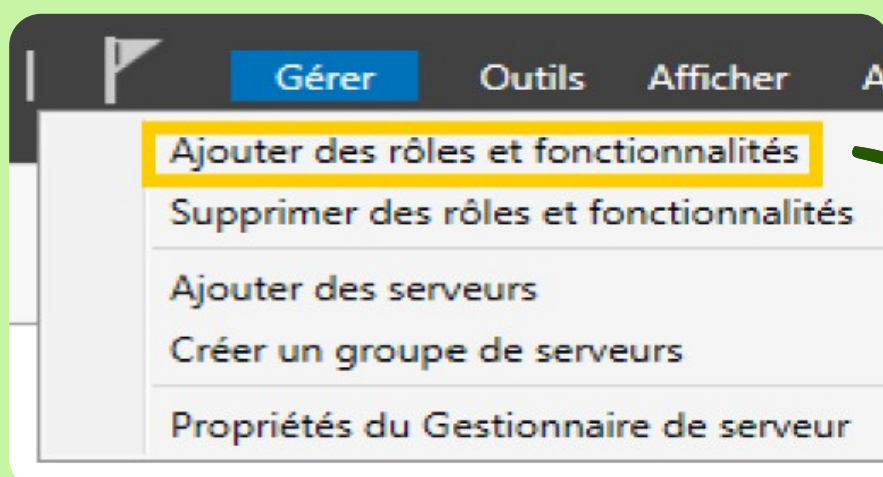 Gérer Outils Afficher A
Ajouter des rôles et fonctionnalités
Supprimer des rôles et fonctionnalités
Ajouter des serveurs
Créer un groupe de serveurs
Propriétés du Gestionnaire de serveur